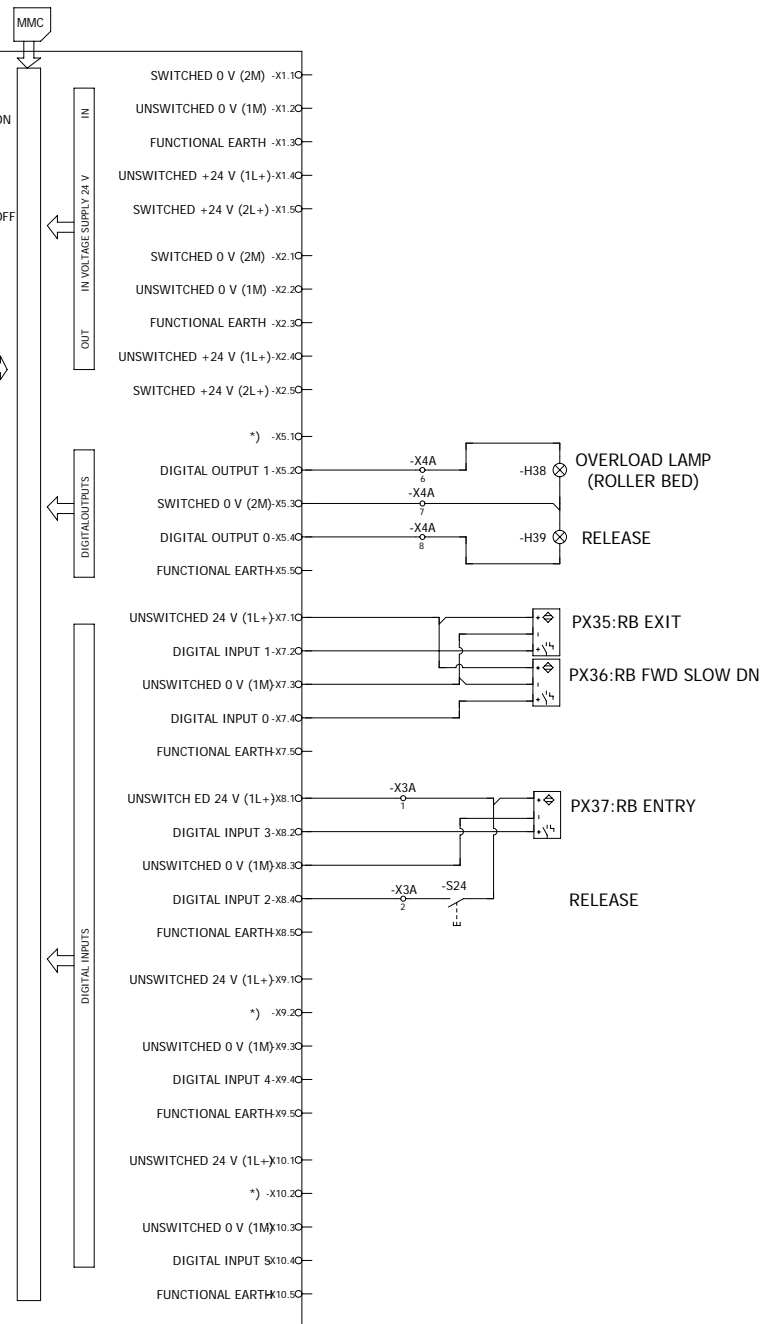 MMC
ON
OFF
IN VOLTAGE SUPPLY 24 V
IN
OUT
SWITCHED 0 V (2M) -X1.1
UNSWITCHED 0 V (1M) -X1.2
FUNCTIONAL EARTH -X1.3
UNSWITCHED +24 V (1L+) -X1.4
SWITCHED +24 V (2L+) -X1.5
SWITCHED 0 V (2M) -X2.1
UNSWITCHED 0 V (1M) -X2.2
FUNCTIONAL EARTH -X2.3
UNSWITCHED +24 V (1L+) -X2.4
SWITCHED +24 V (2L+) -X2.5
DIGITALOUTPUTS
*) -X5.1
DIGITAL OUTPUT 1 -X5.2
-X4A
6
-H38
OVERLOAD LAMP
(ROLLER BED)
SWITCHED 0 V (2M) -X5.3
-X4A
7
DIGITAL OUTPUT 0 -X5.4
-X4A
8
-H39
RELEASE
FUNCTIONAL EARTH -X5.5
DIGITAL INPUTS
UNSWITCHED 24 V (1L+) -X7.1
PX35:RB EXIT
DIGITAL INPUT 1 -X7.2
PX36:RB FWD SLOW DN
UNSWITCHED 0 V (1M) -X7.3
DIGITAL INPUT 0 -X7.4
FUNCTIONAL EARTH -X7.5
UNSWITCH ED 24 V (1L+) -X8.1
-X3A
1
PX37:RB ENTRY
DIGITAL INPUT 3 -X8.2
UNSWITCHED 0 V (1M) -X8.3
DIGITAL INPUT 2 -X8.4
-X3A
2
-S24
RELEASE
FUNCTIONAL EARTH -X8.5
UNSWITCHED 24 V (1L+) -X9.1
*) -X9.2
UNSWITCHED 0 V (1M) -X9.3
DIGITAL INPUT 4 -X9.4
FUNCTIONAL EARTH -X9.5
UNSWITCHED 24 V (1L+) -X10.1
*) -X10.2
UNSWITCHED 0 V (1M) -X10.3
DIGITAL INPUT 5 -X10.4
FUNCTIONAL EARTH -X10.5